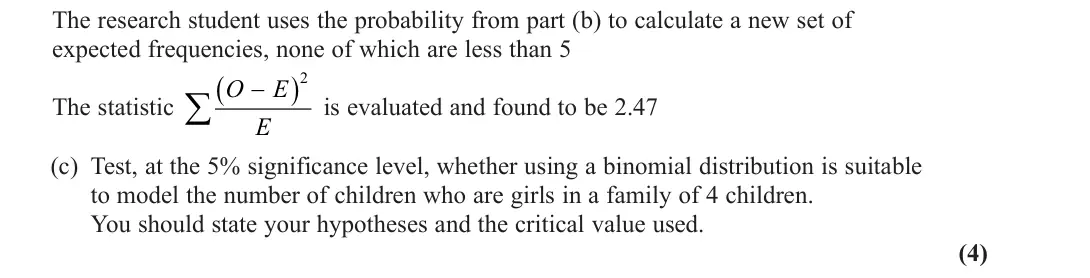 The research student uses the probability from part (b) to calculate a new set of
expected frequencies, none of which are less than 5
The statistic ∑(O – E)²/E is evaluated and found to be 2.47
(c) Test, at the 5% significance level, whether using a binomial distribution is suitable
to model the number of children who are girls in a family of 4 children.
You should state your hypotheses and the critical value used.
(4)